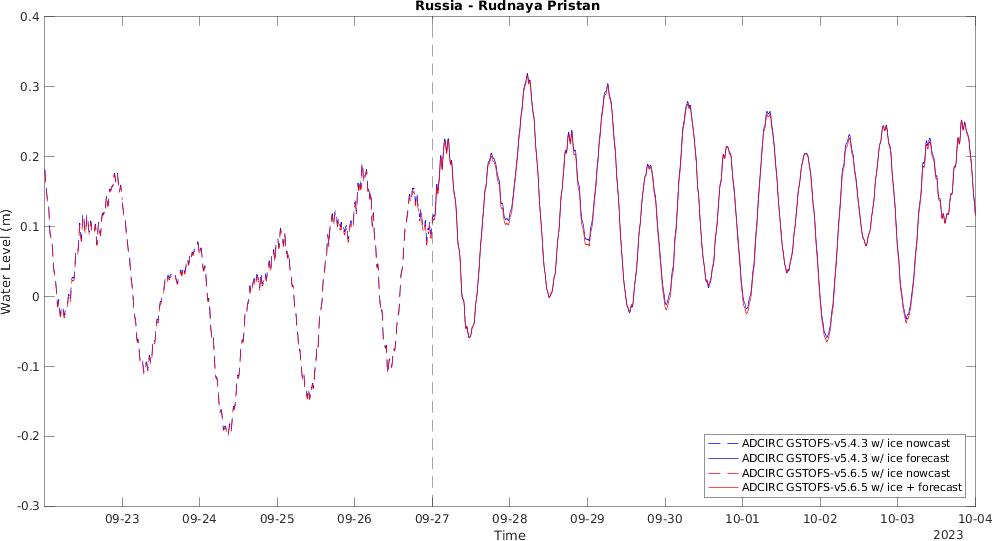 Russia - Rudnaya Pristan
0.4
0.3
0.2
0.1
0
-0.1
-0.2
-0.3
Water Level (m)
ADCIRC GSTOFS-v5.4.3 w/ ice nowcast
ADCIRC GSTOFS-v5.4.3 w/ ice forecast
ADCIRC GSTOFS-v5.6.5 w/ ice nowcast
ADCIRC GSTOFS-v5.6.5 w/ ice + forecast
09-23 09-24 09-25 09-26 09-27 09-28 09-29 09-30 10-01 10-02 10-03 10-04
Time
2023